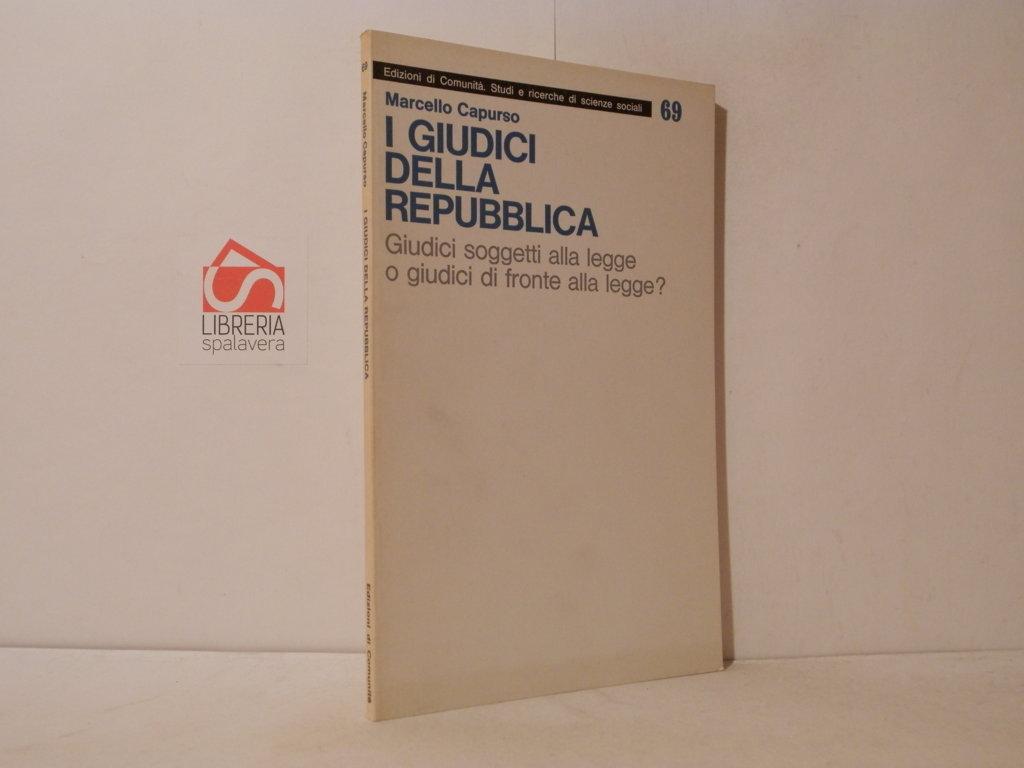 Edizioni di Comunità. Studi e ricerche di scienze sociali 69
Marcello Capurso
I GIUDICI
DELLA
REPUBBLICA
Giudici soggetti alla legge
o giudici di fronte alla legge?
Marcello Capurso I GIUDICI DELLA REPUBBLICA Edizioni di Comunità
LIBRERIA
spalavera